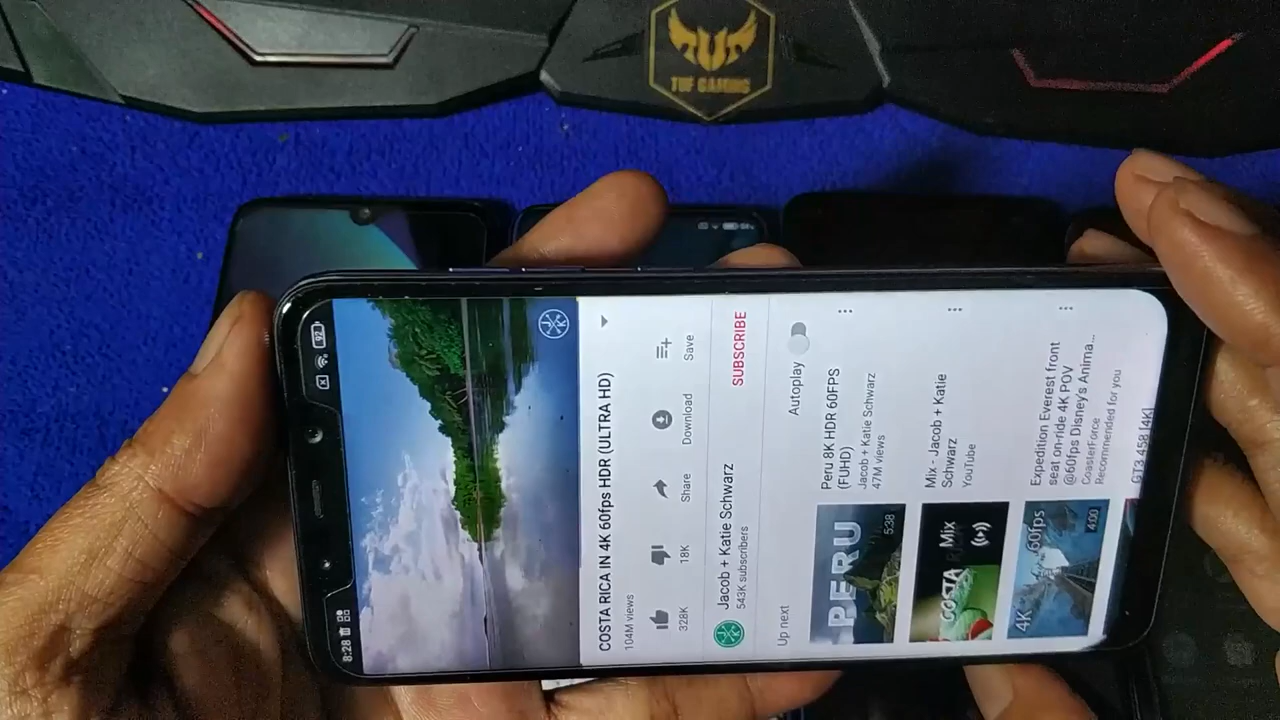 TUF GAMING
8:28
92
COSTA RICA IN 4K 60fps HDR (ULTRA HD)
104M views
328K
18K
Share
Download
Save
Jacob + Katie Schwarz
543K subscribers
SUBSCRIBE
Up next
Autoplay
PERU
5:38
Peru 8K HDR 60FPS
(FUHD)
Jacob + Katie Schwarz
47M views
COSTA
Mix
Mix - Jacob + Katie
Schwarz
YouTube
4K
60fps
4:00
Expedition Everest front
seat on-ride 4K POV
@60fps Disney's Anima...
CoasterForce
Recommended for you
GT3 458 [4K]